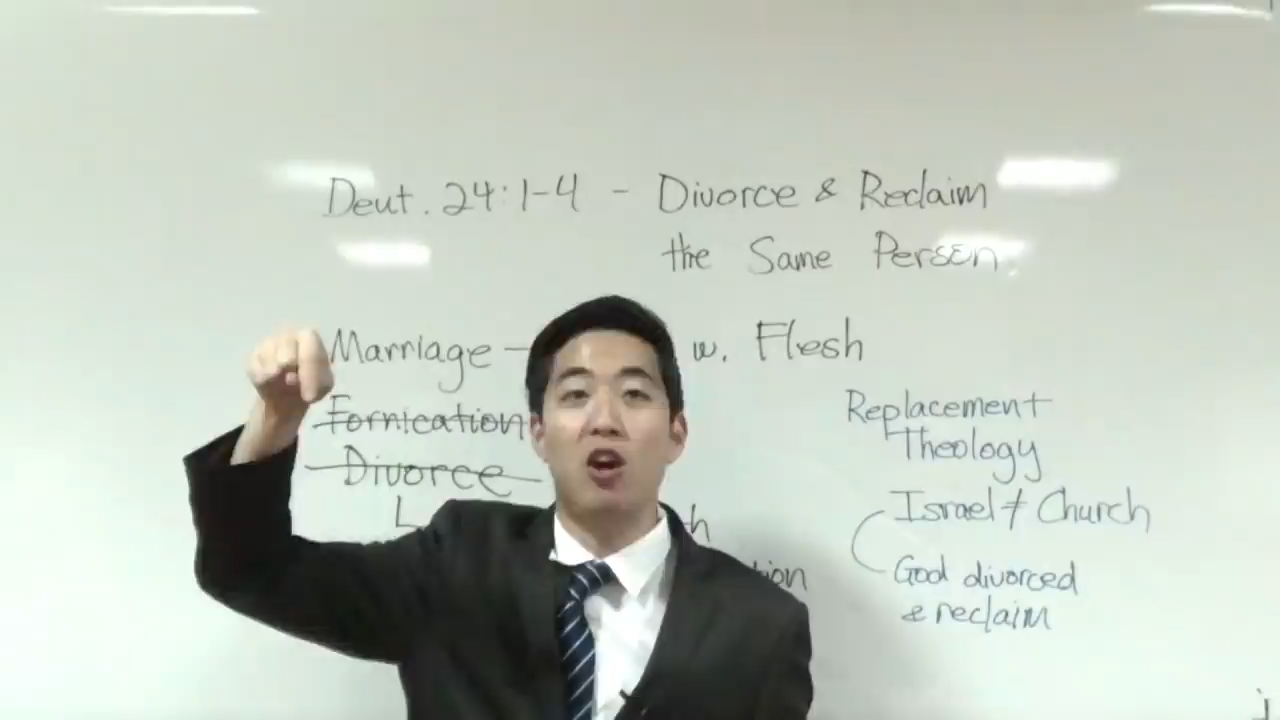 Deut. 24:1-4 - Divorce & Reclaim
the Same Person
Marriage - w. Flesh
Fornication
Divorce
Replacement
Theology
Israel ≠ Church
God divorced
& reclaim